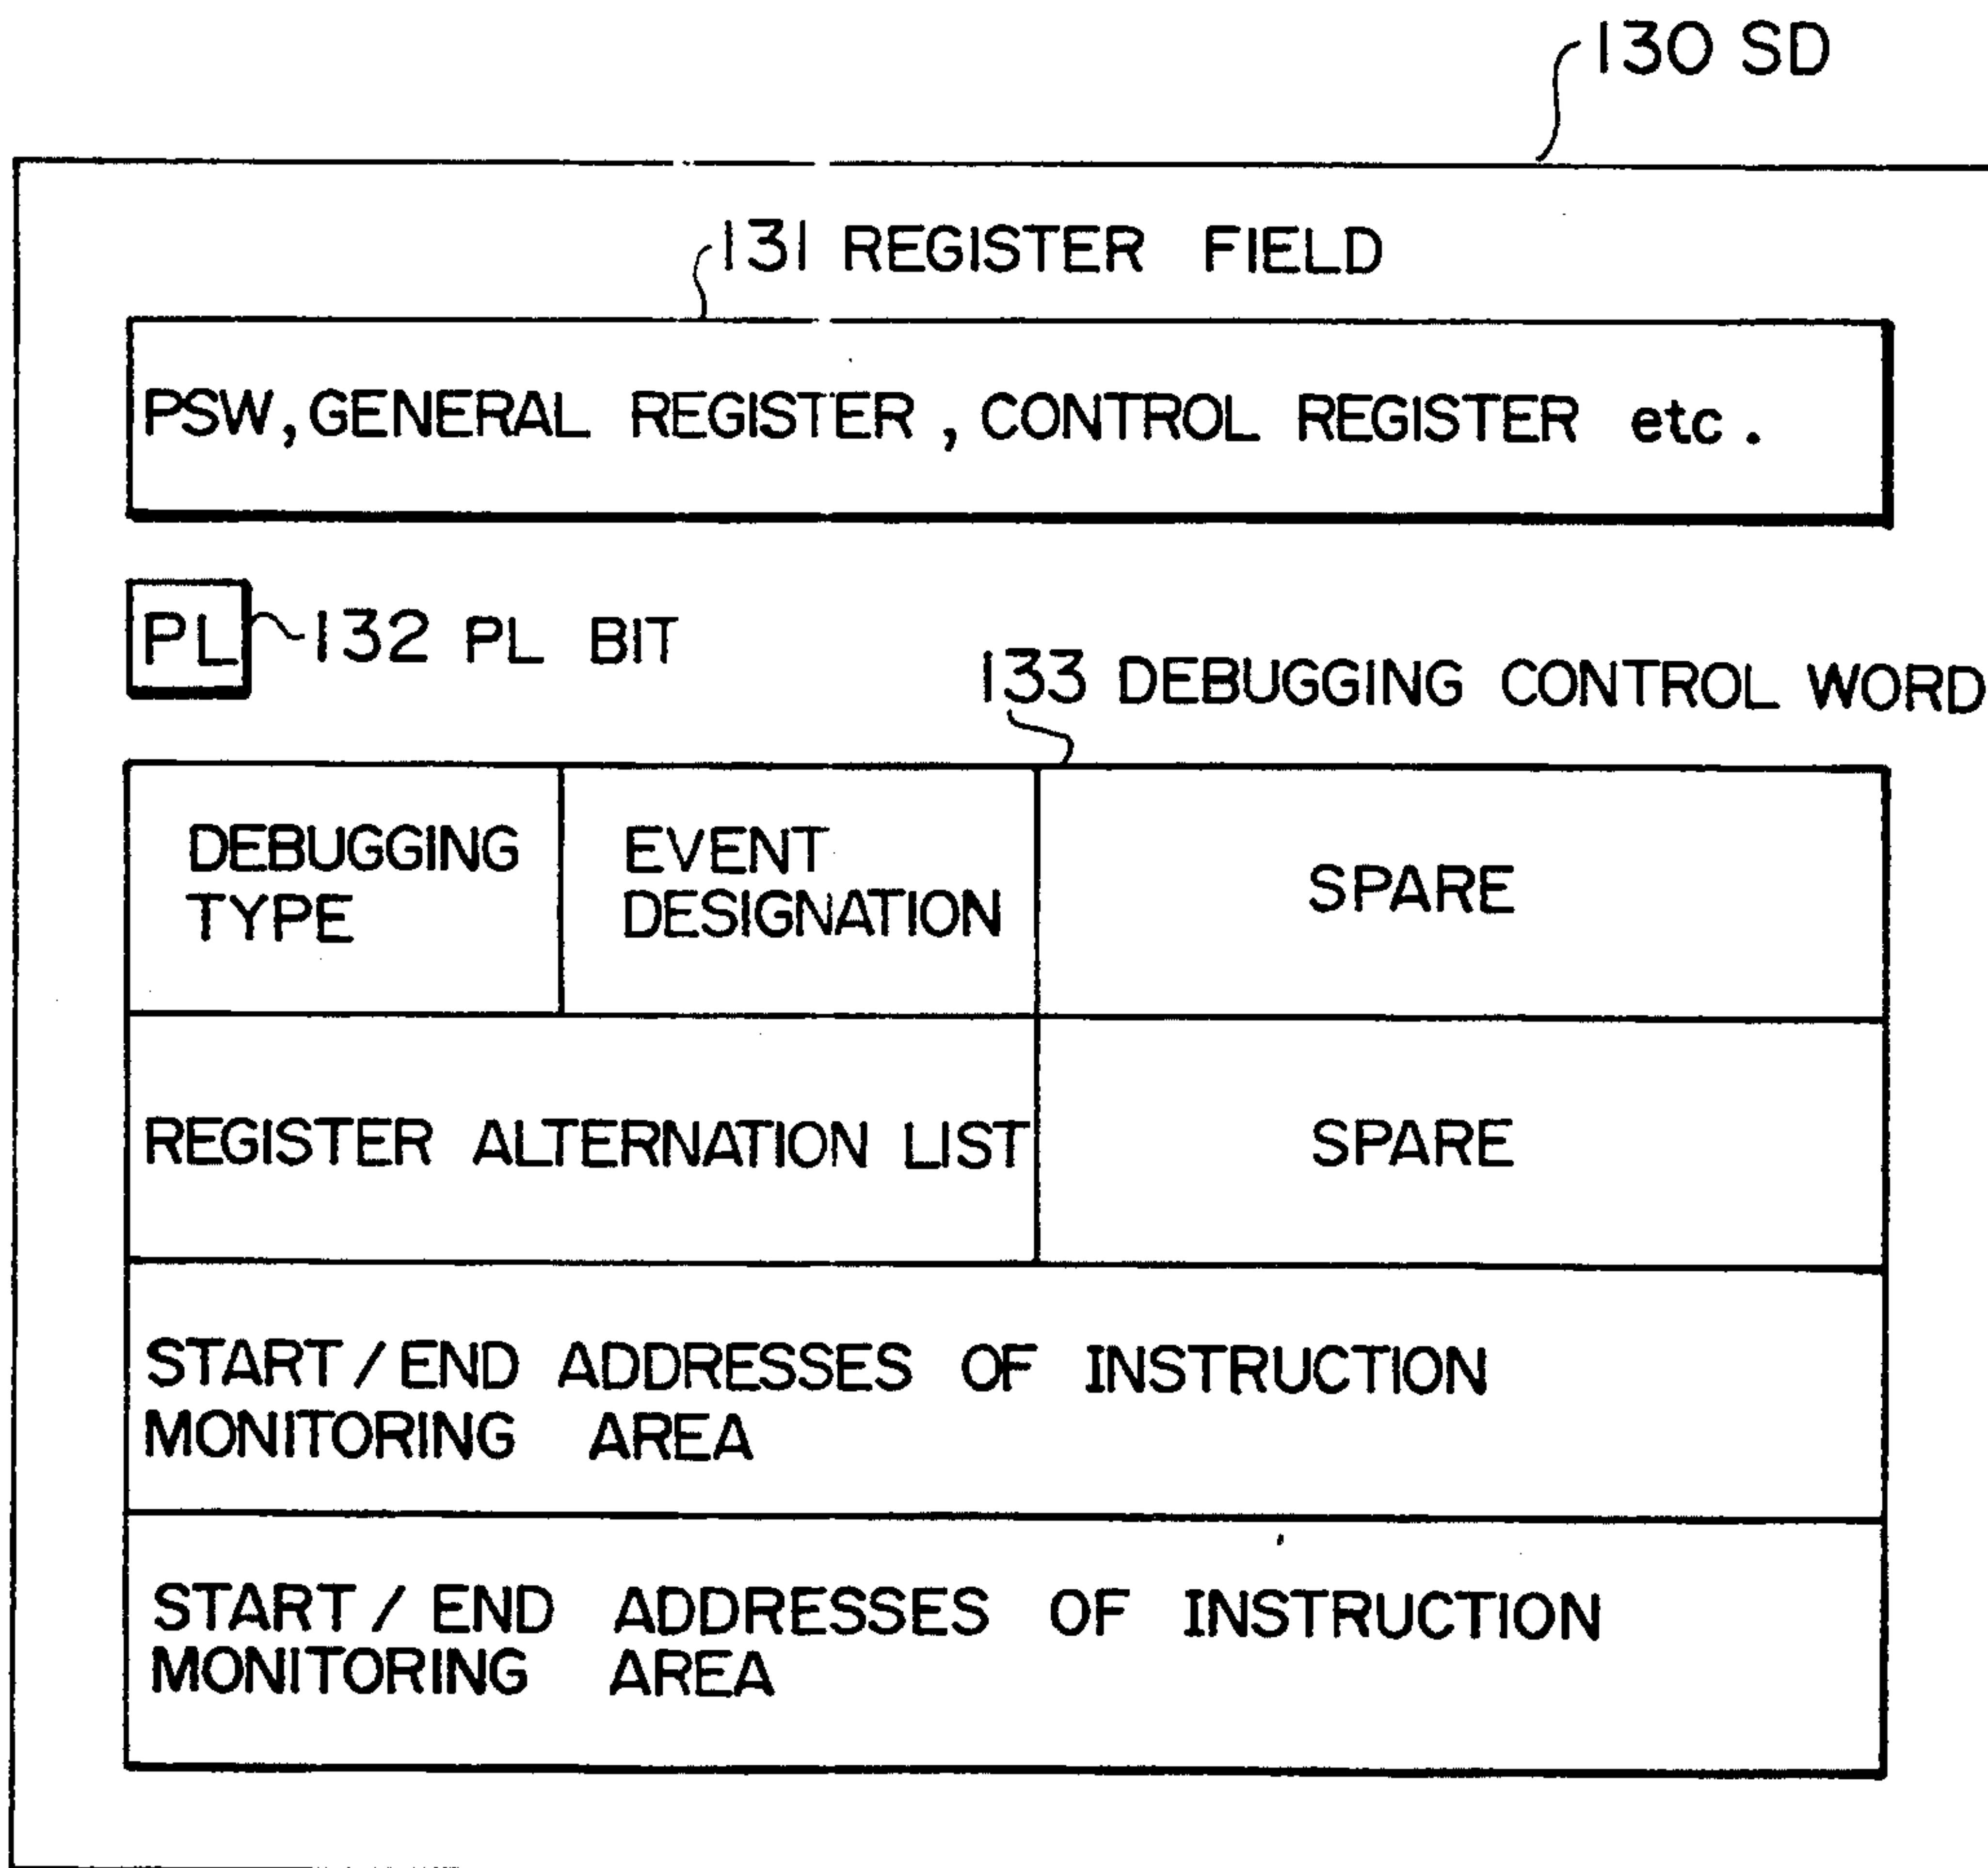 130 SD
131 REGISTER FIELD
PSW, GENERAL REGISTER, CONTROL REGISTER etc.
PL
132 PL BIT
133 DEBUGGING CONTROL WORD
DEBUGGING
TYPE
EVENT
DESIGNATION
SPARE
REGISTER ALTERNATION LIST
SPARE
START / END ADDRESSES OF INSTRUCTION
MONITORING AREA
START / END ADDRESSES OF INSTRUCTION
MONITORING AREA